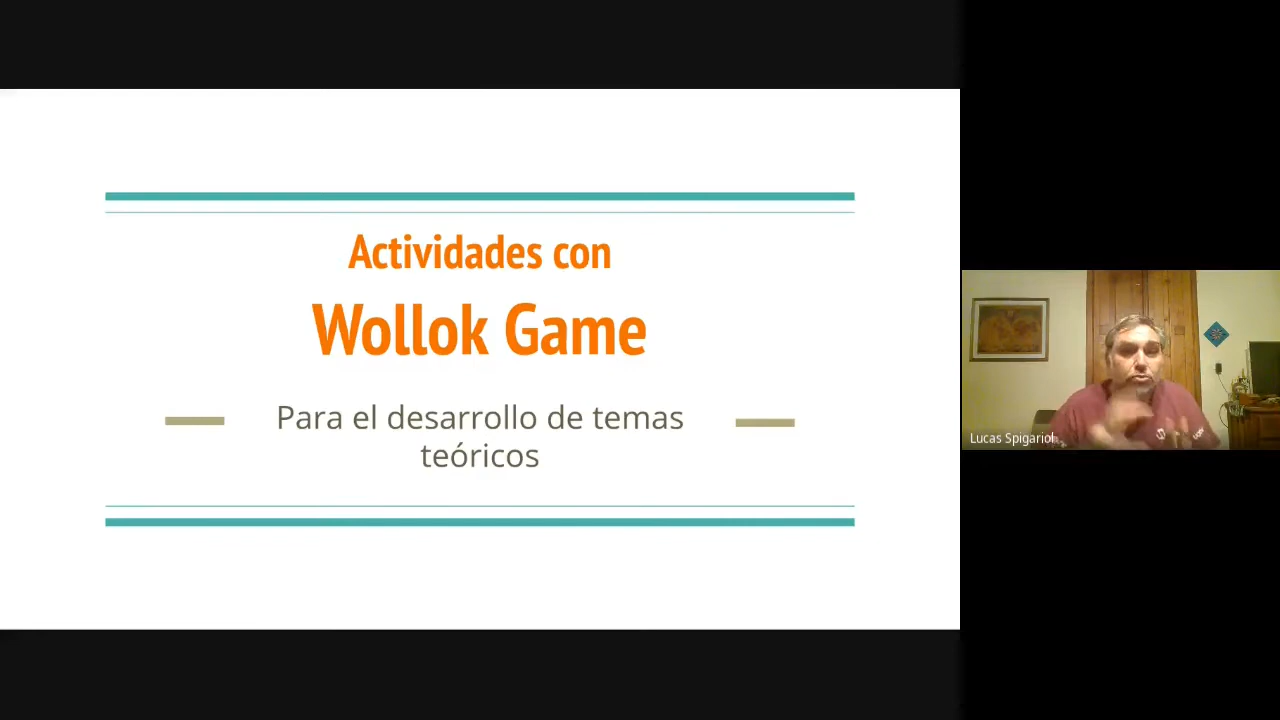 Actividades con
Wollok Game
Para el desarrollo de temas
teóricos
Lucas Spigariol